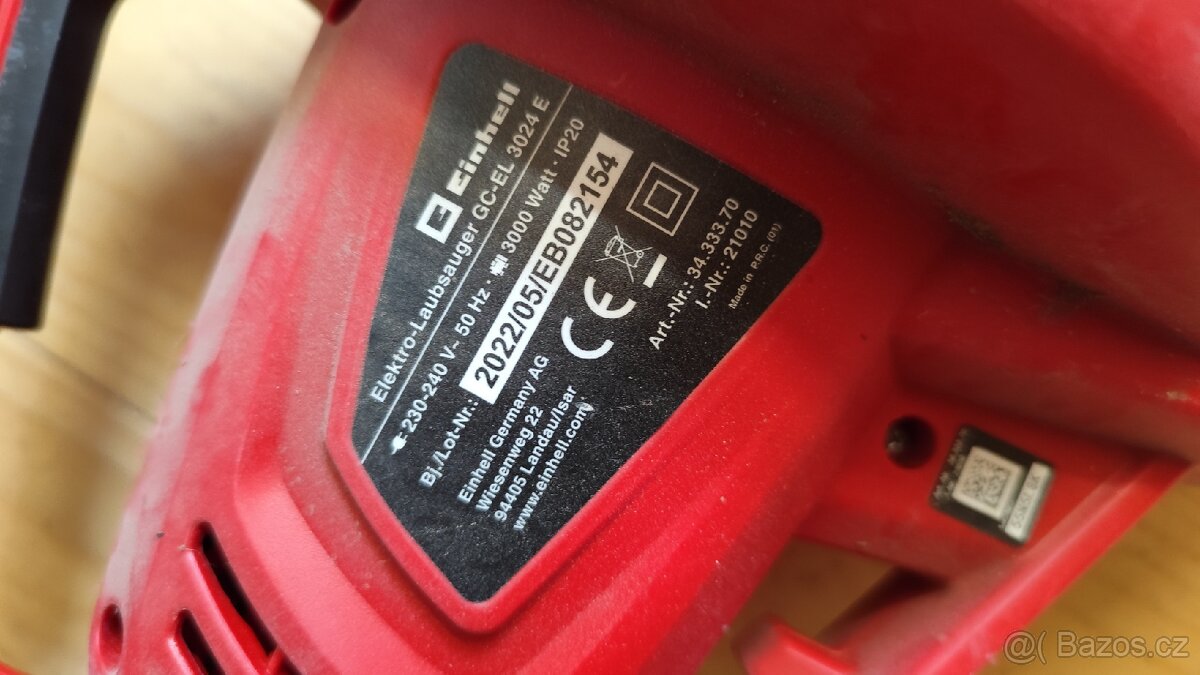 Einhell
Elektro-Laubsauger GC-EL 3024 E
230-240 V~ 50 Hz · 3000 Watt · IP20
Bj./Lot-Nr.: 2022/05/EB082154
Einhell Germany AG
Wiesenweg 22
94405 Landau/Isar
www.einhell.com
CE
Art.-Nr.: 34.333.70
I.-Nr.: 21010
Made in P.R.C. (01)
Bazos.cz